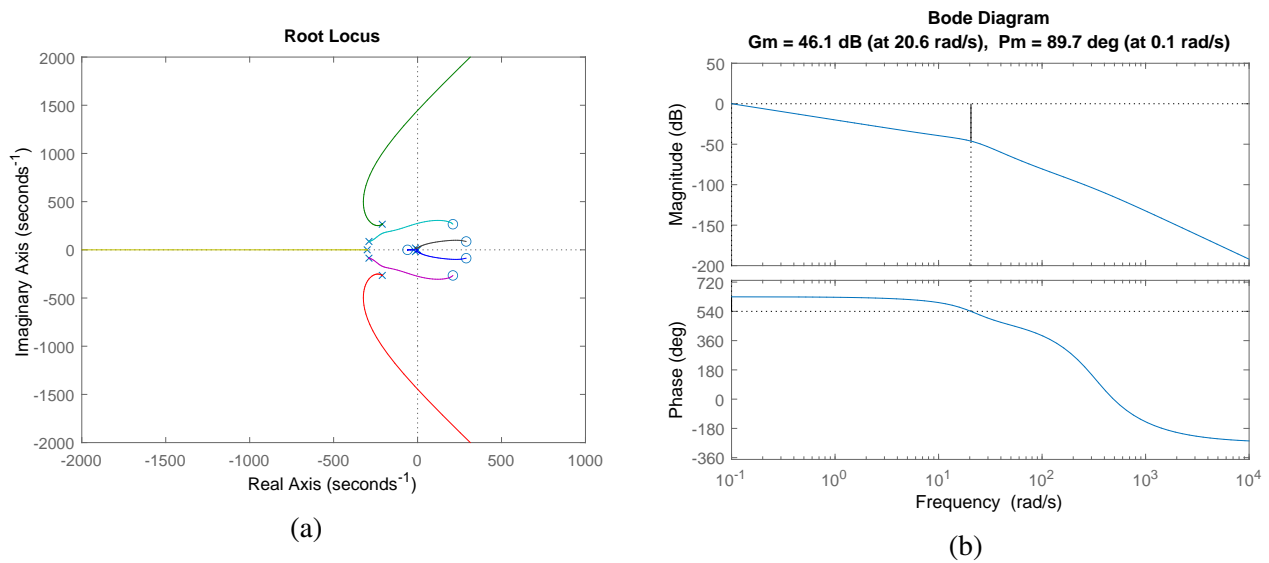 Root Locus
2000
1500
1000
500
0
-500
-1000
-1500
-2000
Imaginary Axis (seconds⁻¹)
-2000 -1500 -1000 -500 0 500 1000
Real Axis (seconds⁻¹)
(a)
Bode Diagram
Gm = 46.1 dB (at 20.6 rad/s), Pm = 89.7 deg (at 0.1 rad/s)
50
0
-50
-100
-150
-200
Magnitude (dB)
720
540
360
180
0
-180
-360
Phase (deg)
10⁻¹ 10⁰ 10¹ 10² 10³ 10⁴
Frequency (rad/s)
(b)